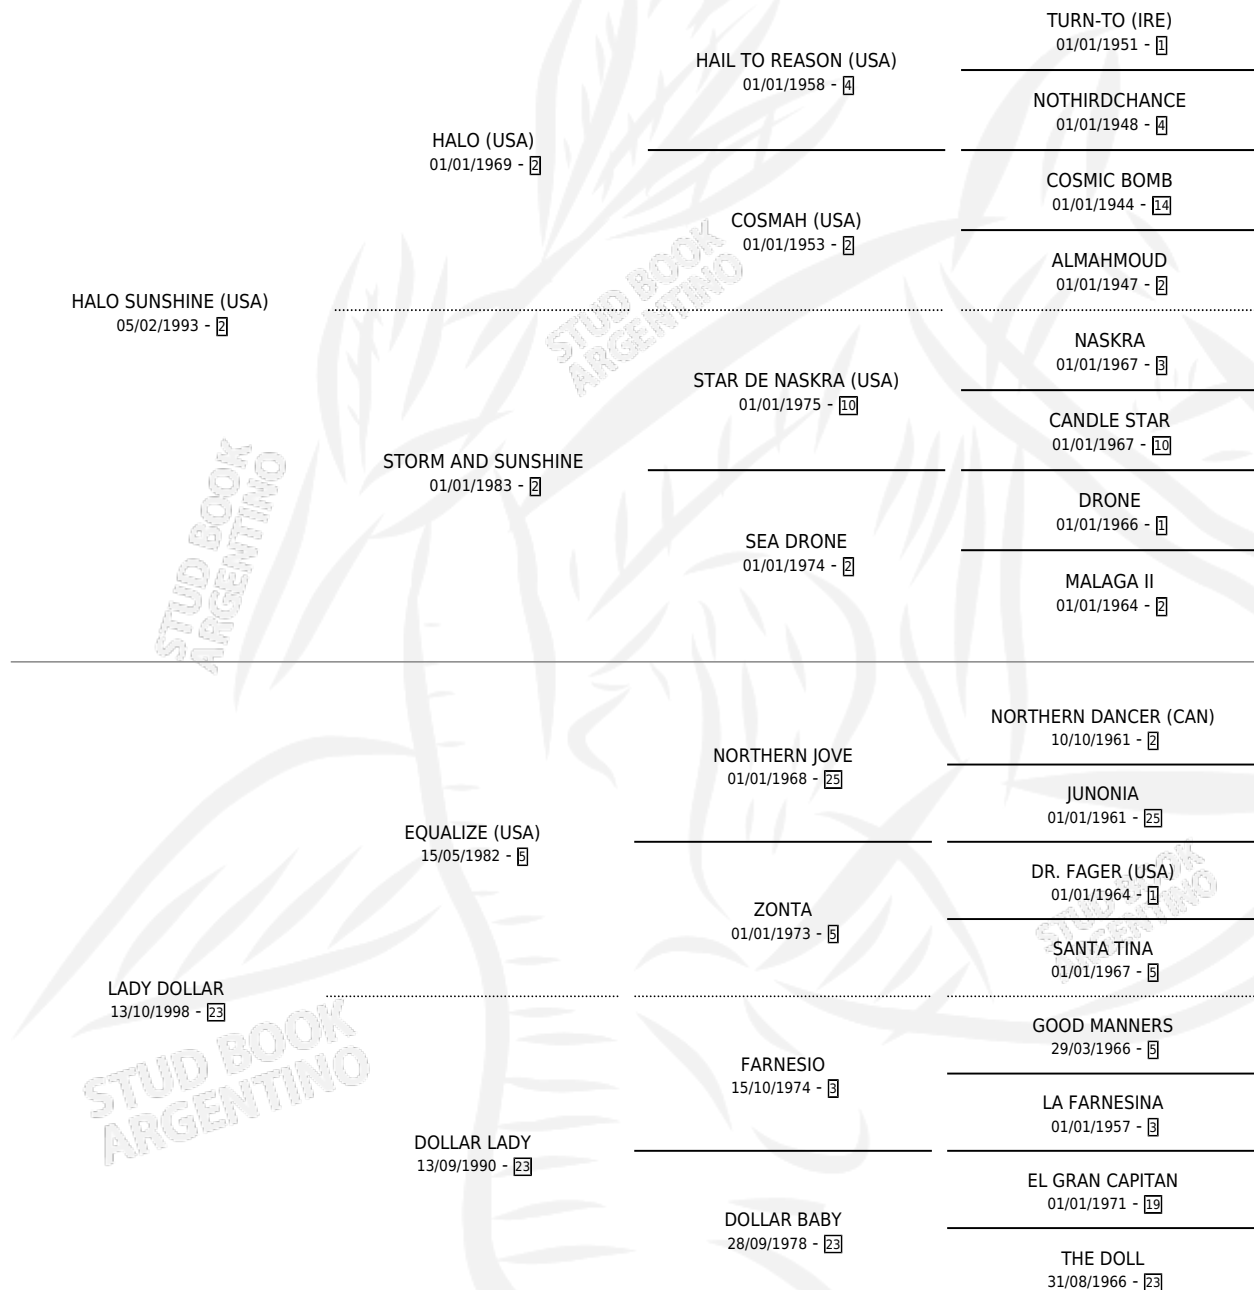 TURN-TO (IRE)
01/01/1951 - 1
HAIL TO REASON (USA)
01/01/1958 - 4
NOTHIRDCHANCE
01/01/1948 - 4
HALO (USA)
01/01/1969 - 2
COSMIC BOMB
01/01/1944 - 14
COSMAH (USA)
01/01/1953 - 2
ALMAHMOUD
01/01/1947 - 2
HALO SUNSHINE (USA)
05/02/1993 - 2
NASKRA
01/01/1967 - 3
STAR DE NASKRA (USA)
01/01/1975 - 10
CANDLE STAR
01/01/1967 - 10
STORM AND SUNSHINE
01/01/1983 - 2
DRONE
01/01/1966 - 1
SEA DRONE
01/01/1974 - 2
MALAGA II
01/01/1964 - 2
NORTHERN DANCER (CAN)
10/10/1961 - 2
NORTHERN JOVE
01/01/1968 - 25
JUNONIA
01/01/1961 - 25
EQUALIZE (USA)
15/05/1982 - 5
DR. FAGER (USA)
01/01/1964 - 1
ZONTA
01/01/1973 - 5
SANTA TINA
01/01/1967 - 5
LADY DOLLAR
13/10/1998 - 23
GOOD MANNERS
29/03/1966 - 5
FARNESIO
15/10/1974 - 3
LA FARNESINA
01/01/1957 - 3
DOLLAR LADY
13/09/1990 - 23
EL GRAN CAPITAN
01/01/1971 - 19
DOLLAR BABY
28/09/1978 - 23
THE DOLL
31/08/1966 - 23
STUD BOOK
ARGENTINO
STUD BOOK
ARGENTINO
STUD BOOK
ARGENTINO
STUD BOOK
ARGENTINO